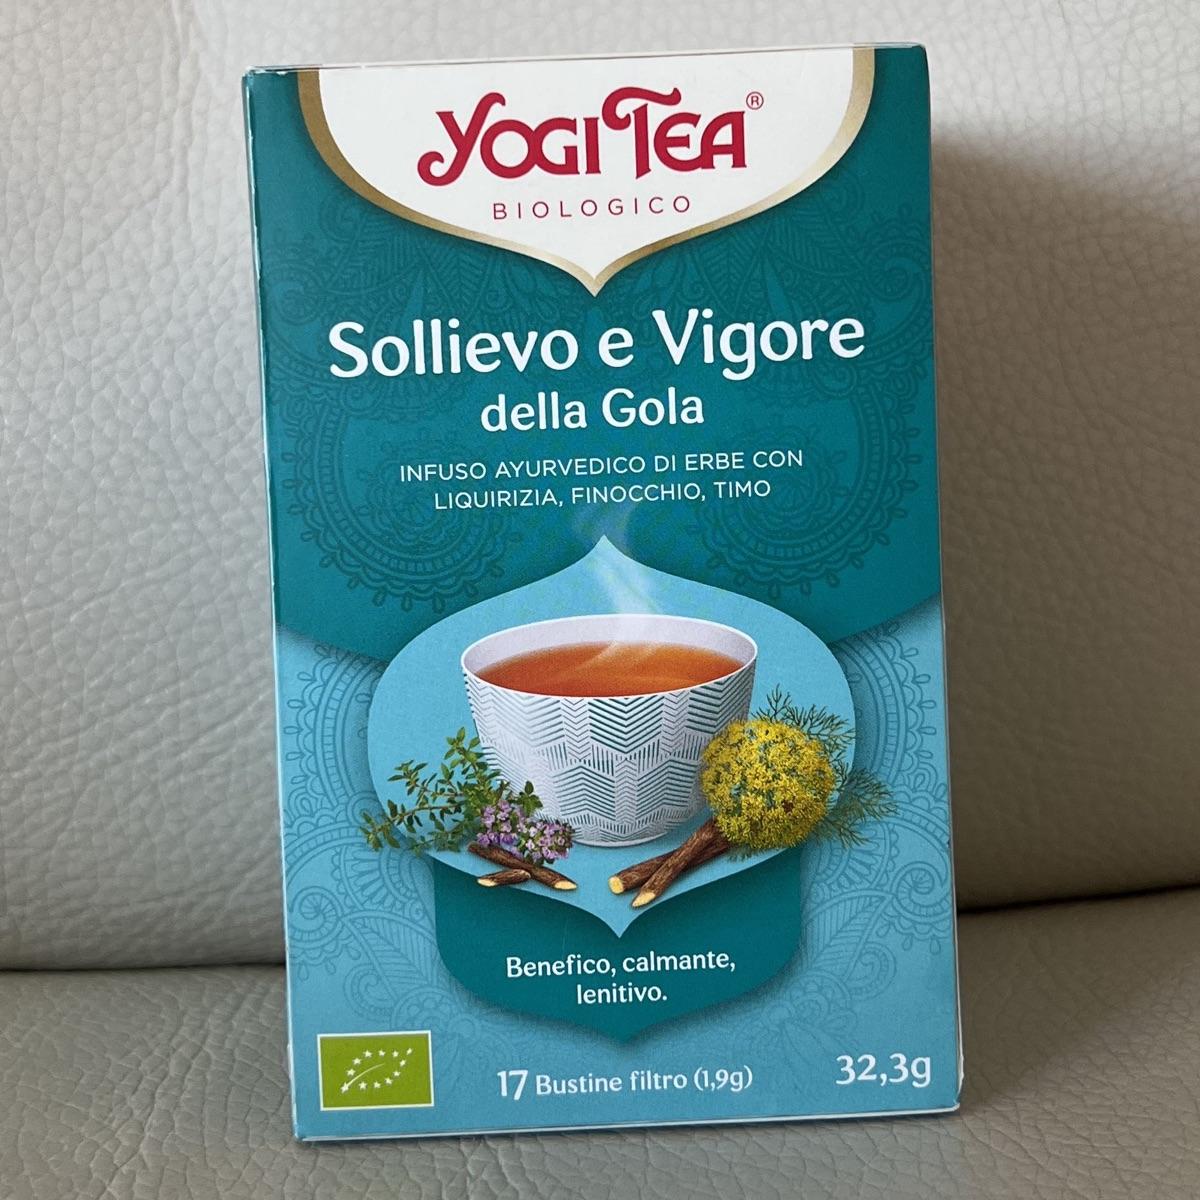 YOGI TEA®
BIOLOGICO
Sollievo e Vigore
della Gola
INFUSO AYURVEDICO DI ERBE CON
LIQUIRIZIA, FINOCCHIO, TIMO
Benefico, calmante,
lenitivo.
17 Bustine filtro (1,9g)
32,3g